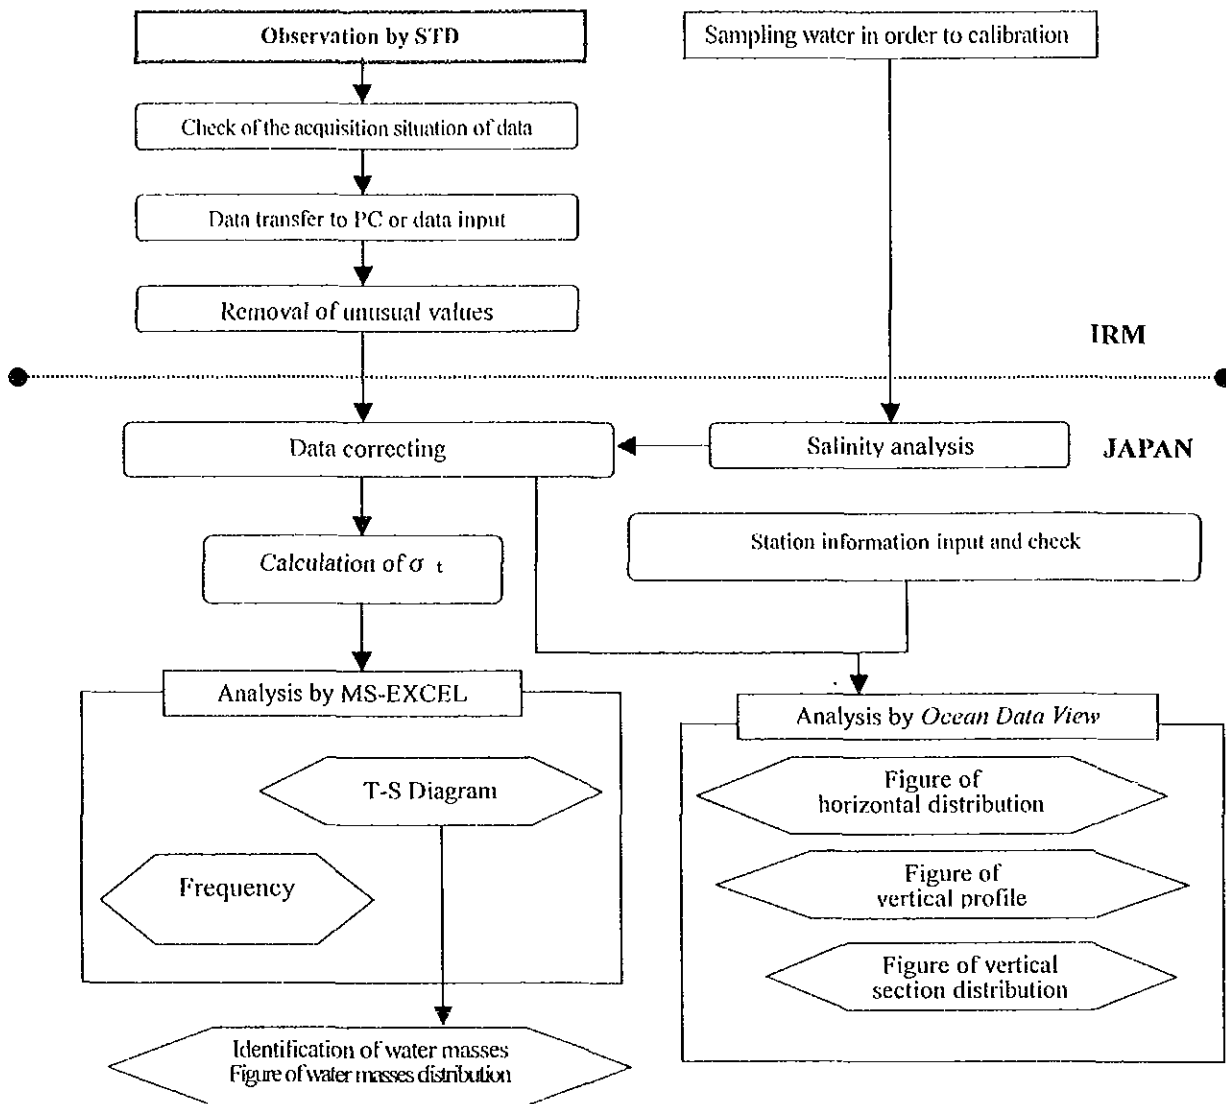 Observation by STD
Sampling water in order to calibration
Check of the acquisition situation of data
Data transfer to PC or data input
Removal of unusual values
IRM
Data correcting
Salinity analysis
JAPAN
Calculation of σ t
Station information input and check
Analysis by MS-EXCEL
Analysis by Ocean Data View
T-S Diagram
Figure of
horizontal distribution
Frequency
Figure of
vertical profile
Figure of vertical
section distribution
Identification of water masses
Figure of water masses distribution